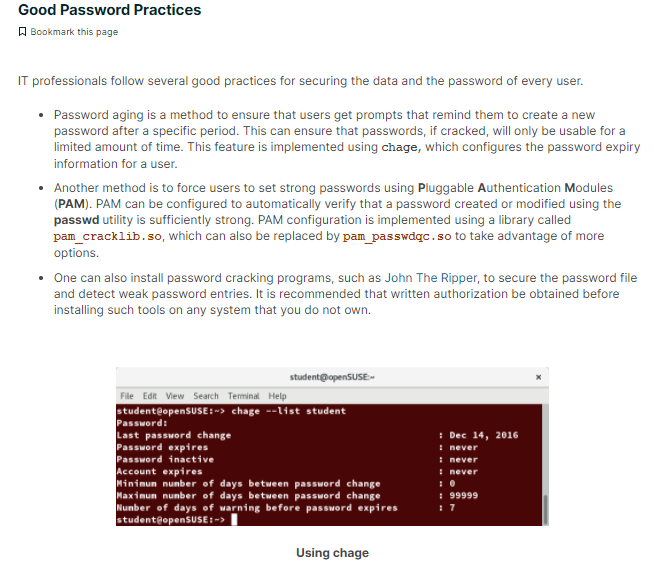 Good Password Practices
Bookmark this page
IT professionals follow several good practices for securing the data and the password of every user.
• Password aging is a method to ensure that users get prompts that remind them to create a new
password after a specific period. This can ensure that passwords, if cracked, will only be usable for a
limited amount of time. This feature is implemented using chage, which configures the password expiry
information for a user.
• Another method is to force users to set strong passwords using Pluggable Authentication Modules
(PAM). PAM can be configured to automatically verify that a password created or modified using the
passwd utility is sufficiently strong. PAM configuration is implemented using a library called
pam_cracklib.so, which can also be replaced by pam_passwdqc.so to take advantage of more
options.
• One can also install password cracking programs, such as John The Ripper, to secure the password file
and detect weak password entries. It is recommended that written authorization be obtained before
installing such tools on any system that you do not own.
student@openSUSE:~ ×
File Edit View Search Terminal Help
student@openSUSE:~> chage --list student
Password:
Last password change : Dec 14, 2016
Password expires : never
Password inactive : never
Account expires : never
Minimum number of days between password change : 0
Maximum number of days between password change : 99999
Number of days of warning before password expires : 7
student@openSUSE:~>
Using chage